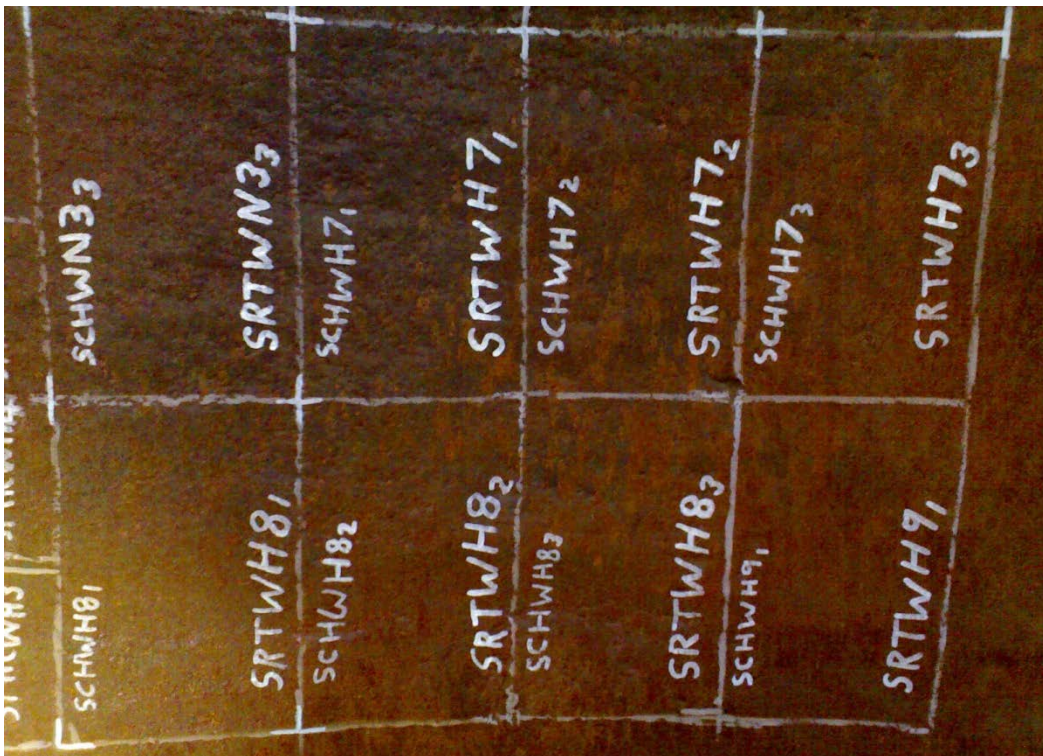 SCHWH8₁ SCHWN3₃
SRTWH8₁ SRTWN3₃
SCHWH8₂ SCHWH7₁
SRTWH8₂ SRTWH7₁
SCHWH8₃ SCHWH7₂
SRTWH8₃ SRTWH7₂
SCHWH9₁ SCHWH7₃
SRTWH9₁ SRTWH7₃